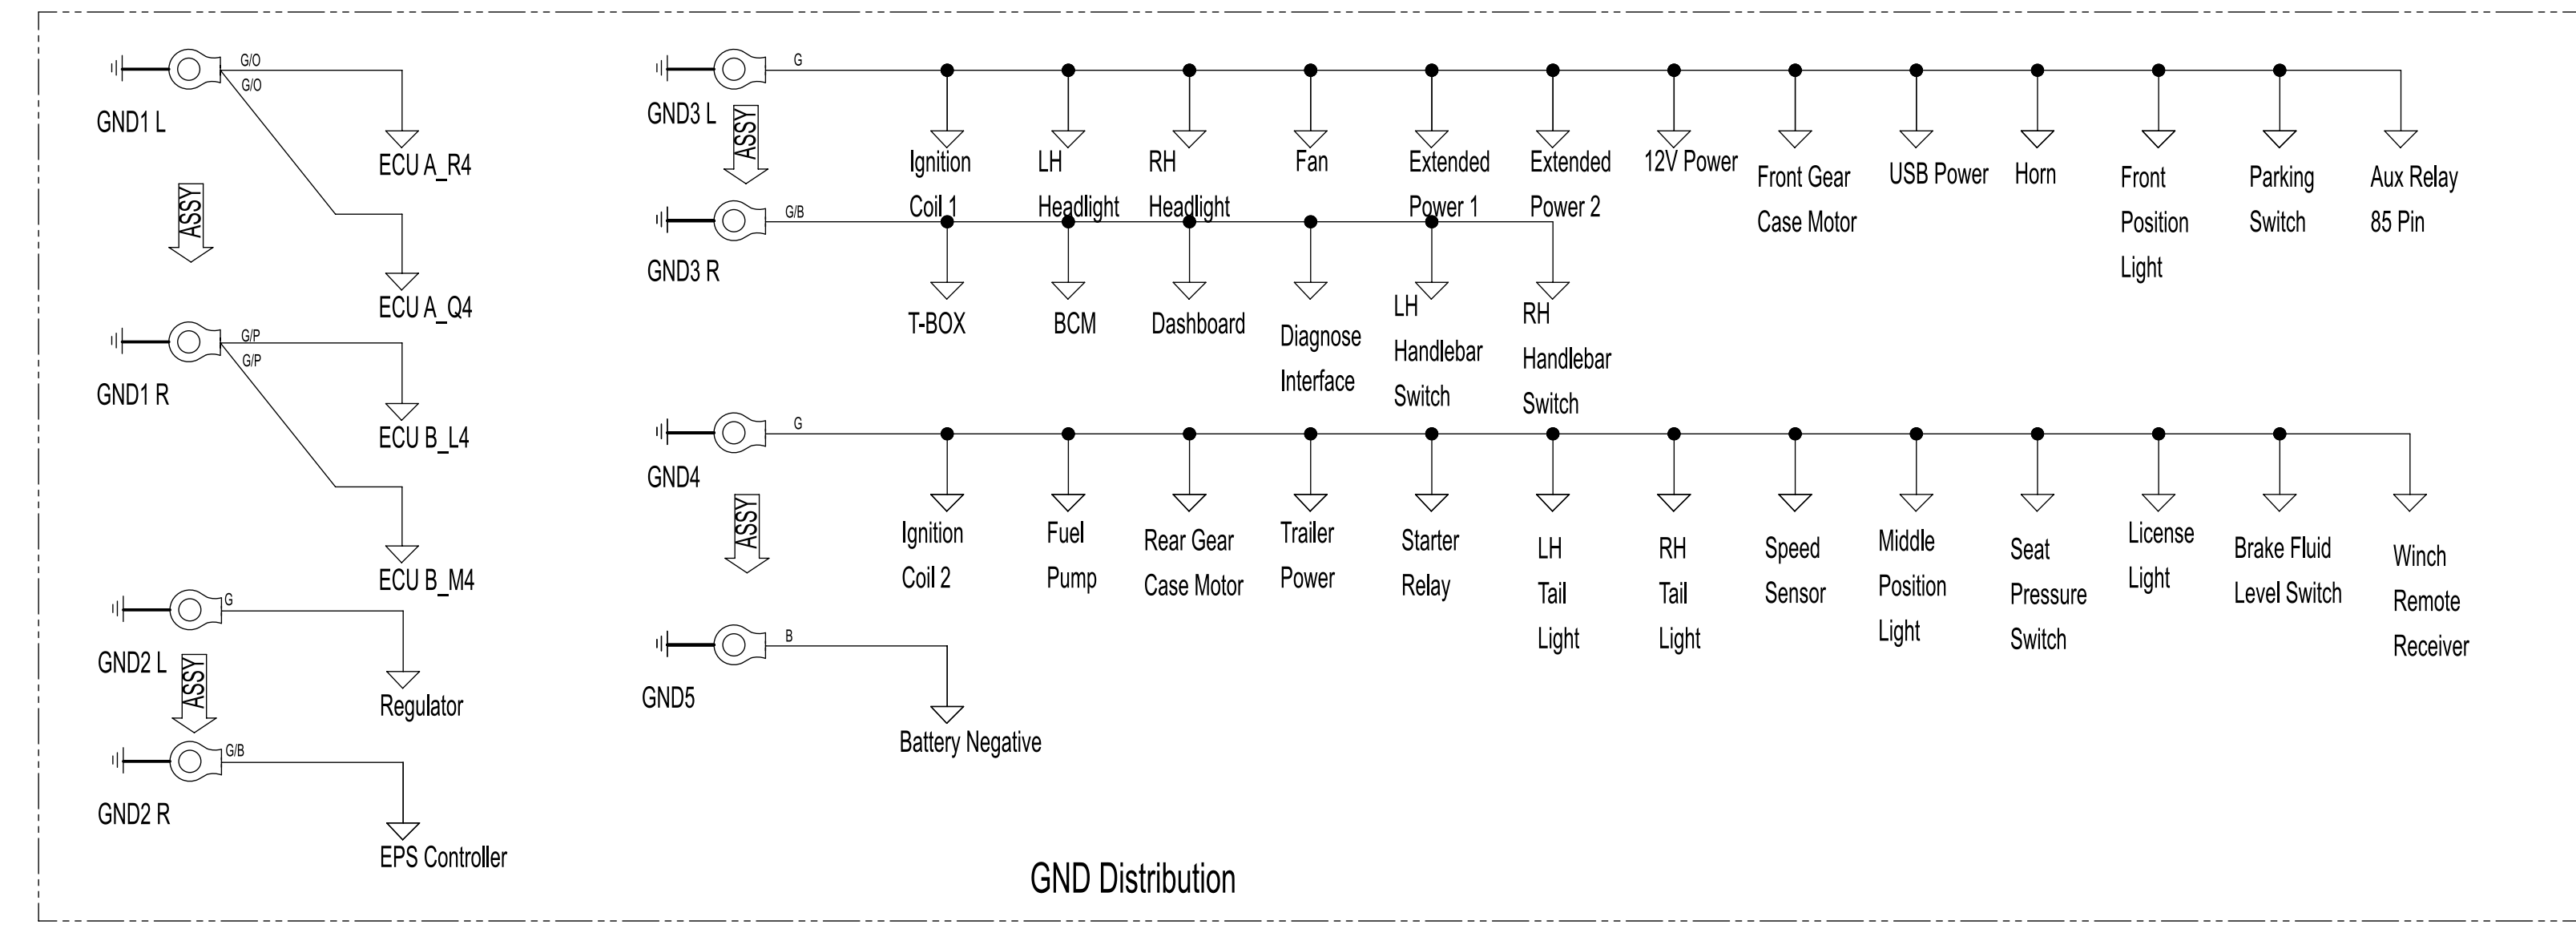 G/O
G/O
GND1 L
ECU A_R4
ASSY
ECU A_Q4
G/P
G/P
GND1 R
ECU B_L4
ECU B_M4
G
GND2 L
ASSY
Regulator
G/B
GND2 R
EPS Controller
G
GND3 L
ASSY
Ignition
Coil 1
LH
Headlight
RH
Headlight
Fan
Extended
Power 1
Extended
Power 2
12V Power
Front Gear
Case Motor
USB Power
Horn
Front
Position
Light
Parking
Switch
Aux Relay
85 Pin
G/B
GND3 R
T-BOX
BCM
Dashboard
Diagnose
Interface
LH
Handlebar
Switch
RH
Handlebar
Switch
G
GND4
ASSY
Ignition
Coil 2
Fuel
Pump
Rear Gear
Case Motor
Trailer
Power
Starter
Relay
LH
Tail
Light
RH
Tail
Light
Speed
Sensor
Middle
Position
Light
Seat
Pressure
Switch
License
Light
Brake Fluid
Level Switch
Winch
Remote
Receiver
B
GND5
Battery Negative
GND Distribution